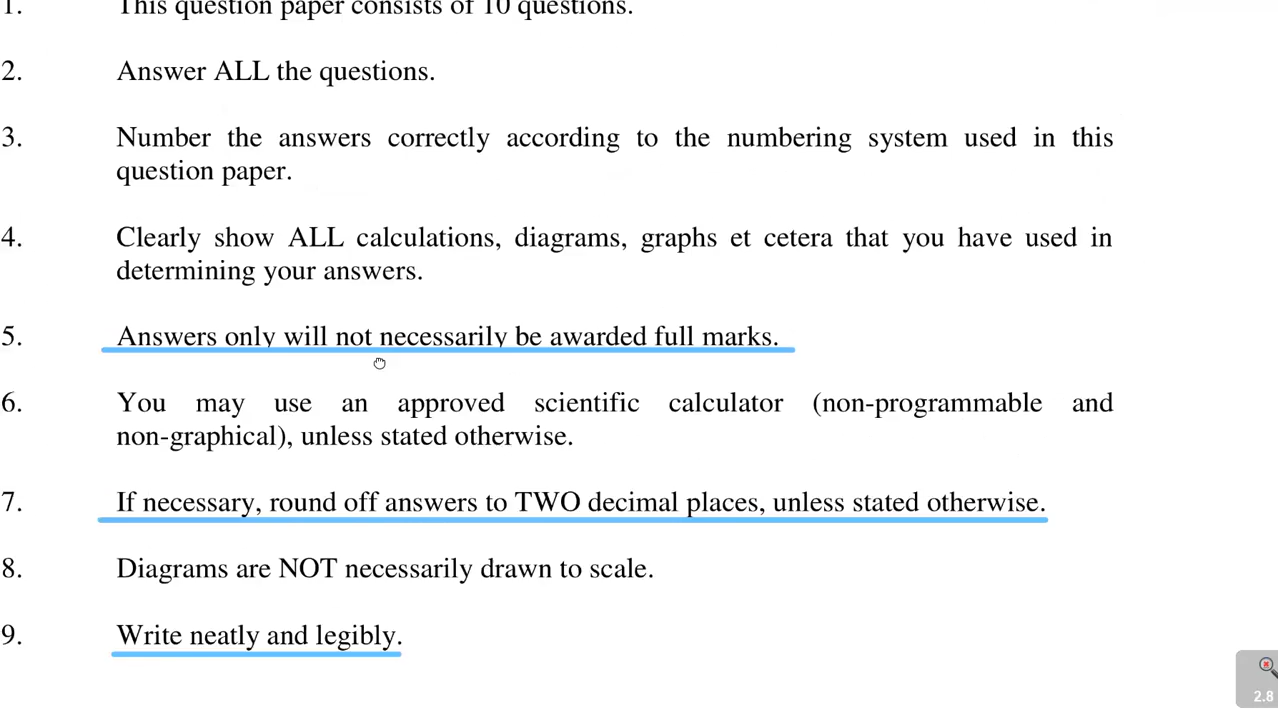 1. This question paper consists of 10 questions.
2. Answer ALL the questions.
3. Number the answers correctly according to the numbering system used in this
question paper.
4. Clearly show ALL calculations, diagrams, graphs et cetera that you have used in
determining your answers.
5. Answers only will not necessarily be awarded full marks.
6. You may use an approved scientific calculator (non-programmable and
non-graphical), unless stated otherwise.
7. If necessary, round off answers to TWO decimal places, unless stated otherwise.
8. Diagrams are NOT necessarily drawn to scale.
9. Write neatly and legibly.
2.8